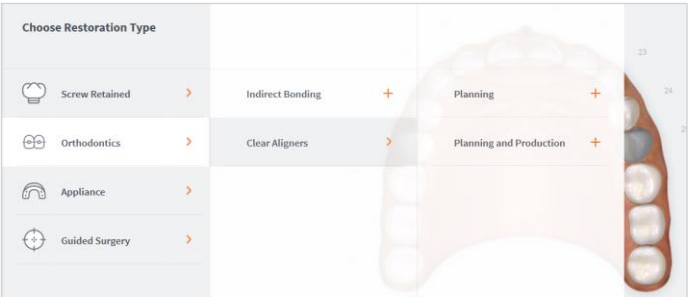 Choose Restoration Type
23
Screw Retained
Indirect Bonding
Planning
24
Orthodontics
Clear Aligners
Planning and Production
Appliance
Guided Surgery